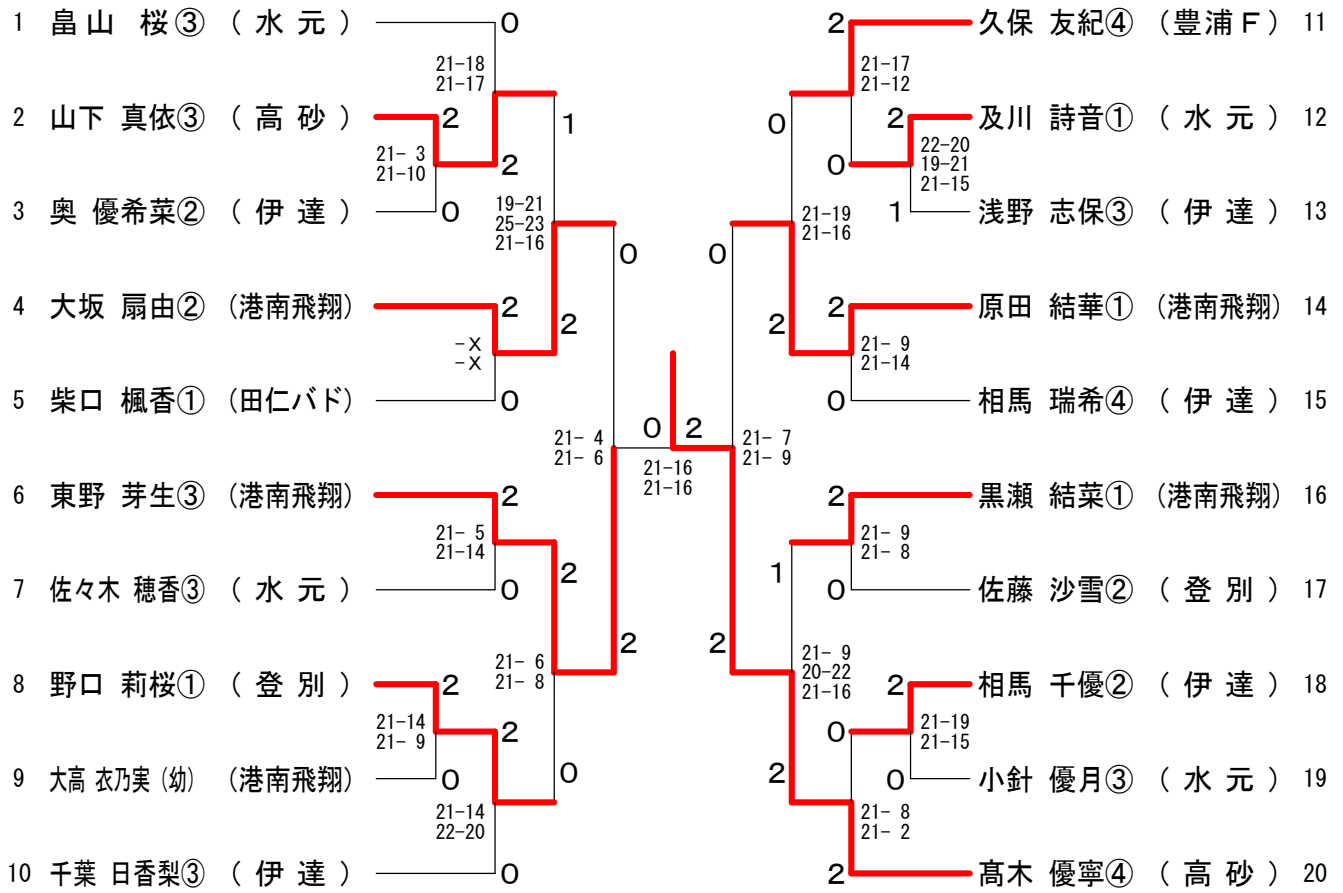 1 畠山 桜③ (水元) 0
21-18
21-17
2 山下 真依③ (高砂) 2
1
21- 3
21-10
2
3 奥 優希菜② (伊達) 0
19-21
25-23
21-16
0
4 大坂 扇由② (港南飛翔) 2
2
-X
-X
5 柴口 楓香① (田仁バド) 0
21- 4
21- 6
6 東野 芽生③ (港南飛翔) 2
21- 5
21-14
2
7 佐々木 穂香③ (水元) 0
2
21- 6
21- 8
8 野口 莉桜① (登別) 2
21-14
21- 9
2
0
9 大高 衣乃実(幼) (港南飛翔) 0
21-14
22-20
10 千葉 日香梨③ (伊達) 0
0 2
21-16
21-16
2 久保 友紀④ (豊浦F) 11
21-17
21-12
0
2 及川 詩音① (水元) 12
22-20
19-21
21-15
0
1 浅野 志保③ (伊達) 13
21-19
21-16
0
2 原田 結華① (港南飛翔) 14
2
21- 9
21-14
0 相馬 瑞希④ (伊達) 15
21- 7
21- 9
2 黒瀬 結菜① (港南飛翔) 16
21- 9
21- 8
1
0 佐藤 沙雪② (登別) 17
2
21- 9
20-22
21-16
2 相馬 千優② (伊達) 18
21-19
21-15
0
2
0 小針 優月③ (水元) 19
21- 8
21- 2
2 髙木 優寧④ (高砂) 20